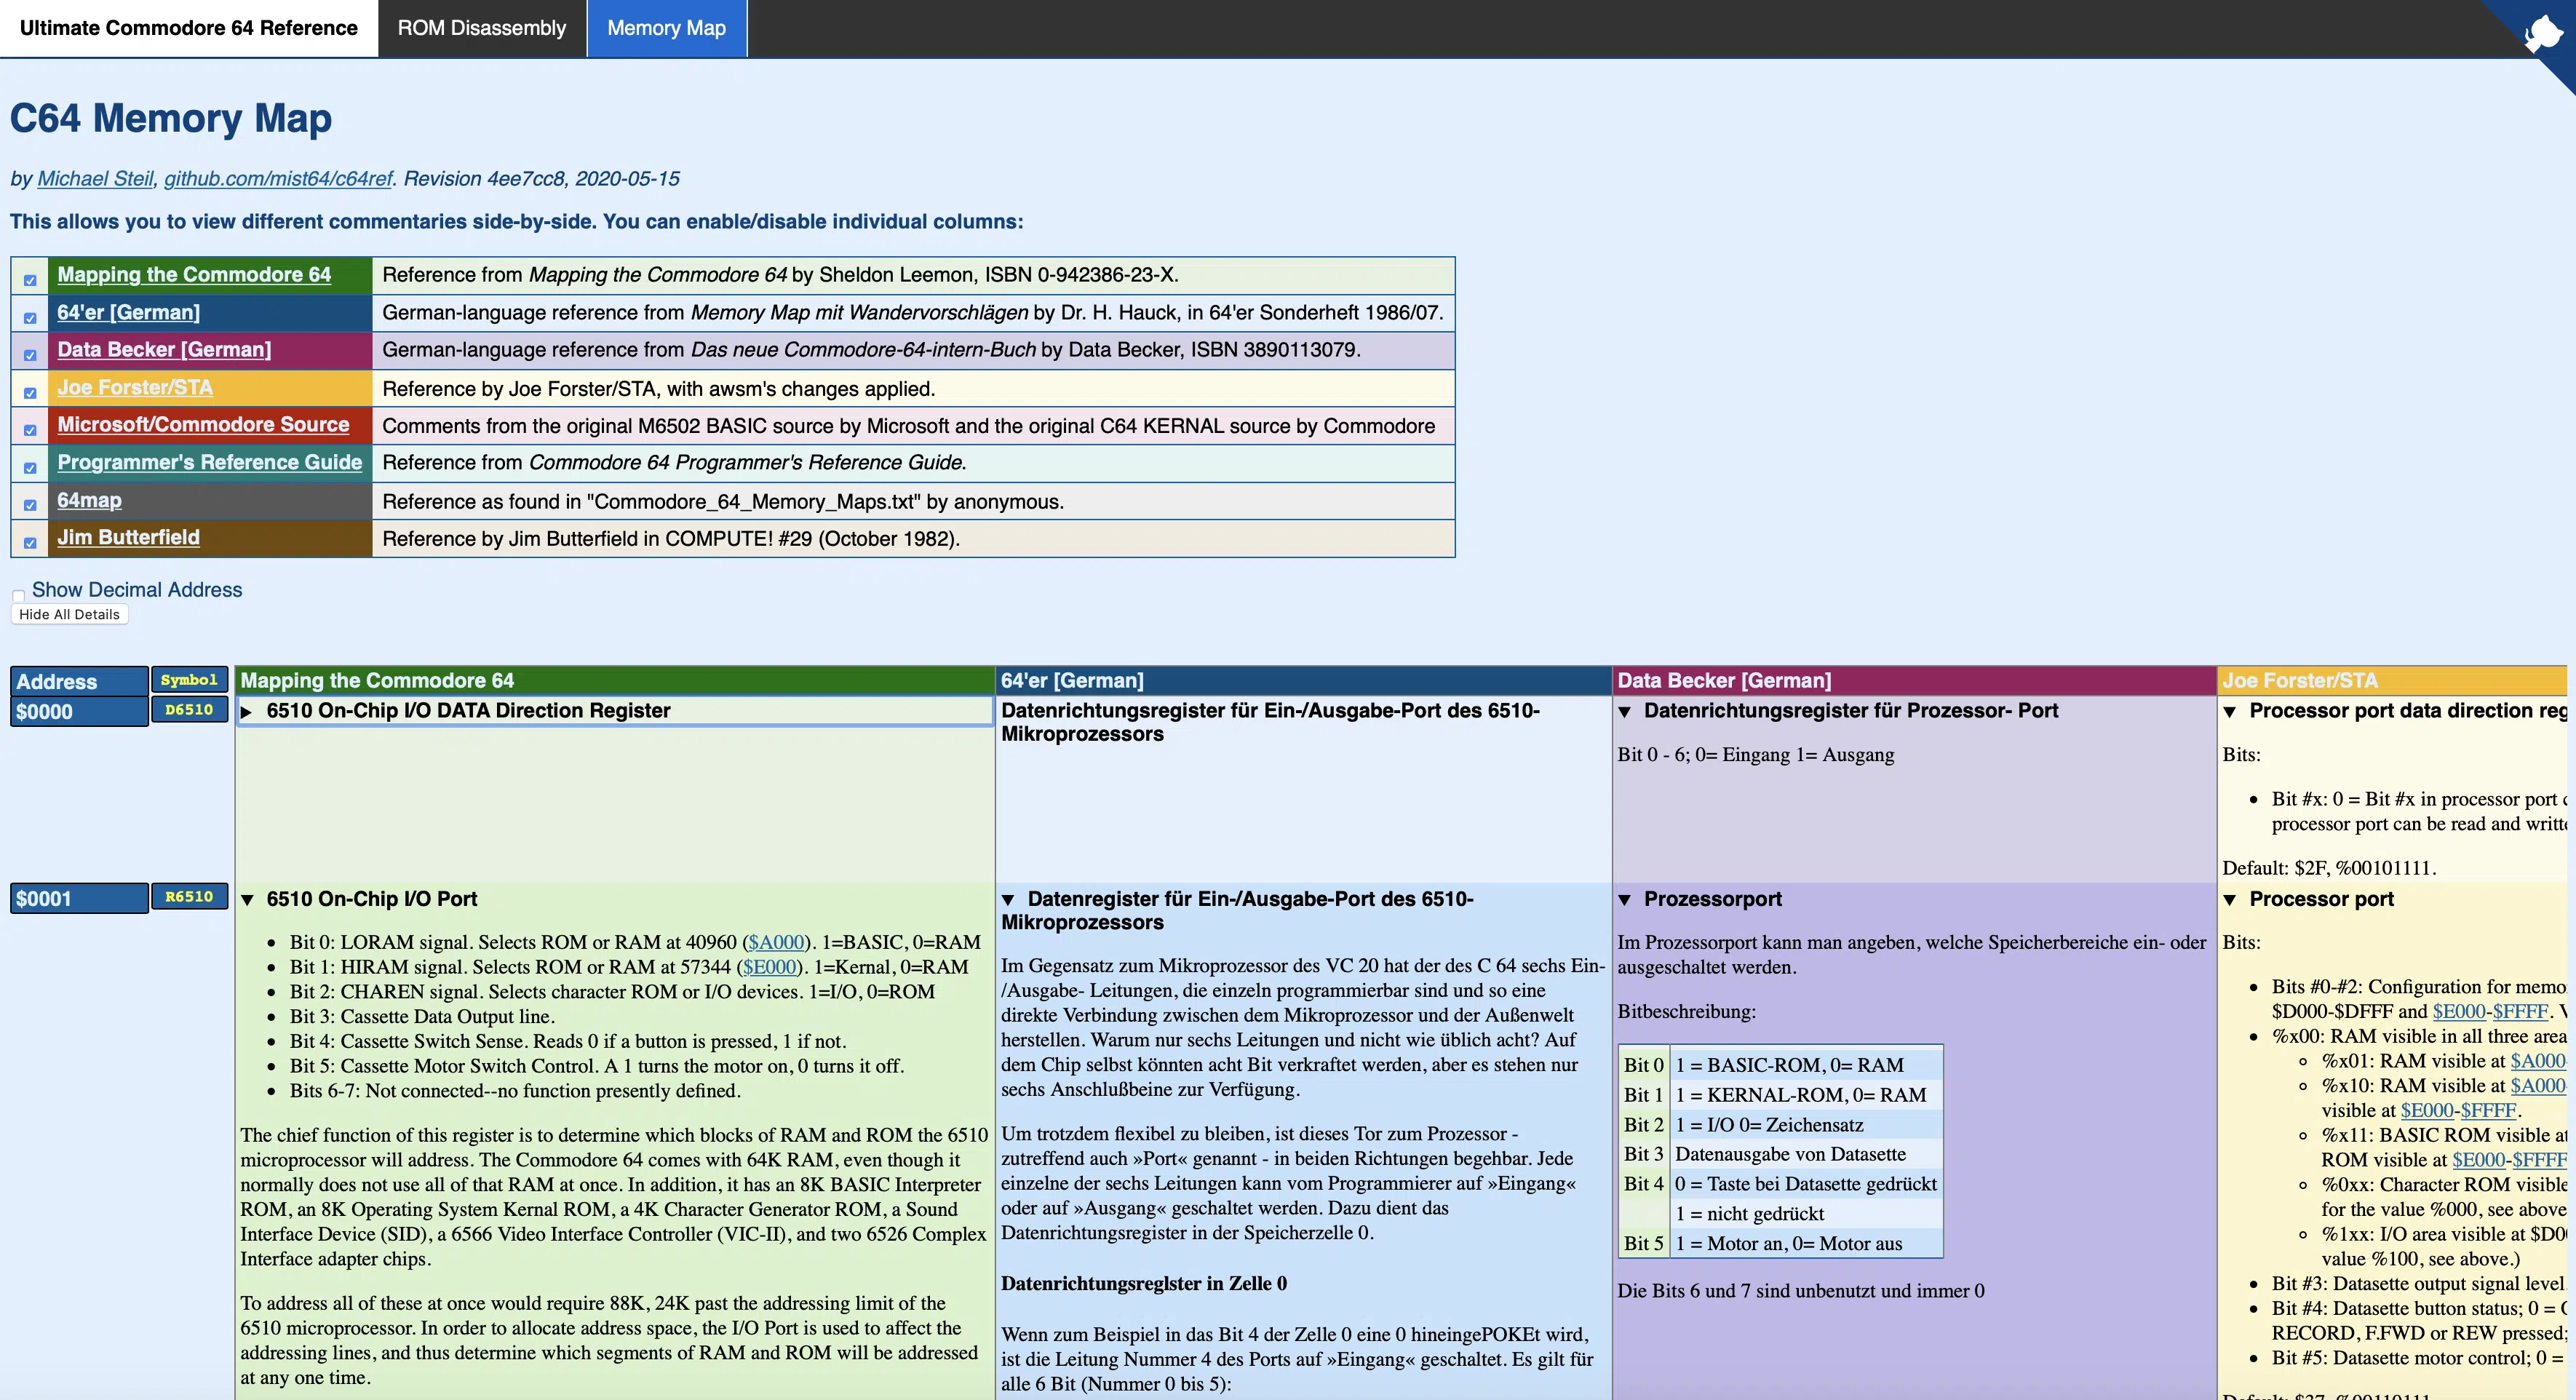 Ultimate Commodore 64 Reference ROM Disassembly Memory Map
C64 Memory Map
by Michael Steil, github.com/mist64/c64ref. Revision 4ee7cc8, 2020-05-15
This allows you to view different commentaries side-by-side. You can enable/disable individual columns:
Mapping the Commodore 64 Reference from Mapping the Commodore 64 by Sheldon Leemon, ISBN 0-942386-23-X.
64'er [German] German-language reference from Memory Map mit Wandervorschlägen by Dr. H. Hauck, in 64'er Sonderheft 1986/07.
Data Becker [German] German-language reference from Das neue Commodore-64-intern-Buch by Data Becker, ISBN 3890113079.
Joe Forster/STA Reference by Joe Forster/STA, with awsm's changes applied.
Microsoft/Commodore Source Comments from the original M6502 BASIC source by Microsoft and the original C64 KERNAL source by Commodore
Programmer's Reference Guide Reference from Commodore 64 Programmer's Reference Guide.
64map Reference as found in "Commodore_64_Memory_Maps.txt" by anonymous.
Jim Butterfield Reference by Jim Butterfield in COMPUTE! #29 (October 1982).
Show Decimal Address
Hide All Details
Address Symbol Mapping the Commodore 64 64'er [German] Data Becker [German] Joe Forster/STA
$0000 D6510
6510 On-Chip I/O DATA Direction Register
Datenrichtungsregister für Ein-/Ausgabe-Port des 6510-
Mikroprozessors
Datenrichtungsregister für Prozessor- Port
Bit 0 - 6; 0= Eingang 1= Ausgang
Processor port data direction reg
Bits:
• Bit #x: 0 = Bit #x in processor port
processor port can be read and writt
Default: $2F, %00101111.
$0001 R6510
6510 On-Chip I/O Port
• Bit 0: LORAM signal. Selects ROM or RAM at 40960 ($A000). 1=BASIC, 0=RAM
• Bit 1: HIRAM signal. Selects ROM or RAM at 57344 ($E000). 1=Kernal, 0=RAM
• Bit 2: CHAREN signal. Selects character ROM or I/O devices. 1=I/O, 0=ROM
• Bit 3: Cassette Data Output line.
• Bit 4: Cassette Switch Sense. Reads 0 if a button is pressed, 1 if not.
• Bit 5: Cassette Motor Switch Control. A 1 turns the motor on, 0 turns it off.
• Bits 6-7: Not connected--no function presently defined.
The chief function of this register is to determine which blocks of RAM and ROM the 6510
microprocessor will address. The Commodore 64 comes with 64K RAM, even though it
normally does not use all of that RAM at once. In addition, it has an 8K BASIC Interpreter
ROM, an 8K Operating System Kernal ROM, a 4K Character Generator ROM, a Sound
Interface Device (SID), a 6566 Video Interface Controller (VIC-II), and two 6526 Complex
Interface adapter chips.
To address all of these at once would require 88K, 24K past the addressing limit of the
6510 microprocessor. In order to allocate address space, the I/O Port is used to affect the
addressing lines, and thus determine which segments of RAM and ROM will be addressed
at any one time.
Datenregister für Ein-/Ausgabe-Port des 6510-
Mikroprozessors
Im Gegensatz zum Mikroprozessor des VC 20 hat der des C 64 sechs Ein-
/Ausgabe- Leitungen, die einzeln programmierbar sind und so eine
direkte Verbindung zwischen dem Mikroprozessor und der Außenwelt
herstellen. Warum nur sechs Leitungen und nicht wie üblich acht? Auf
dem Chip selbst könnten acht Bit verkraftet werden, aber es stehen nur
sechs Anschlußbeine zur Verfügung.
Um trotzdem flexibel zu bleiben, ist dieses Tor zum Prozessor -
zutreffend auch »Port« genannt - in beiden Richtungen begehbar. Jede
einzelne der sechs Leitungen kann vom Programmierer auf »Eingang«
oder auf »Ausgang« geschaltet werden. Dazu dient das
Datenrichtungsregister in der Speicherzelle 0.
Datenrichtungsreglster in Zelle 0
Wenn zum Beispiel in das Bit 4 der Zelle 0 eine 0 hineingePOKEt wird,
ist die Leitung Nummer 4 des Ports auf »Eingang« geschaltet. Es gilt für
alle 6 Bit (Nummer 0 bis 5):
Prozessorport
Im Prozessorport kann man angeben, welche Speicherbereiche ein- oder
ausgeschaltet werden.
Bitbeschreibung:
Bit 0 1 = BASIC-ROM, 0= RAM
Bit 1 1 = KERNAL-ROM, 0= RAM
Bit 2 1 = I/O 0= Zeichensatz
Bit 3 Datenausgabe von Datasette
Bit 4 0 = Taste bei Datasette gedrückt
1 = nicht gedrückt
Bit 5 1 = Motor an, 0= Motor aus
Die Bits 6 und 7 sind unbenutzt und immer 0
Processor port
Bits:
• Bits #0-#2: Configuration for memo
$D000-$DFFF and $E000-$FFFF. V
• %x00: RAM visible in all three area
◦ %x01: RAM visible at $A000
◦ %x10: RAM visible at $A000
visible at $E000-$FFFF.
◦ %x11: BASIC ROM visible at
ROM visible at $E000-$FFFF
◦ %0xx: Character ROM visible
for the value %000, see above
◦ %1xx: I/O area visible at $D0
value %100, see above.)
• Bit #3: Datasette output signal level.
• Bit #4: Datasette button status; 0 =
RECORD, F.FWD or REW pressed;
• Bit #5: Datasette motor control; 0 =